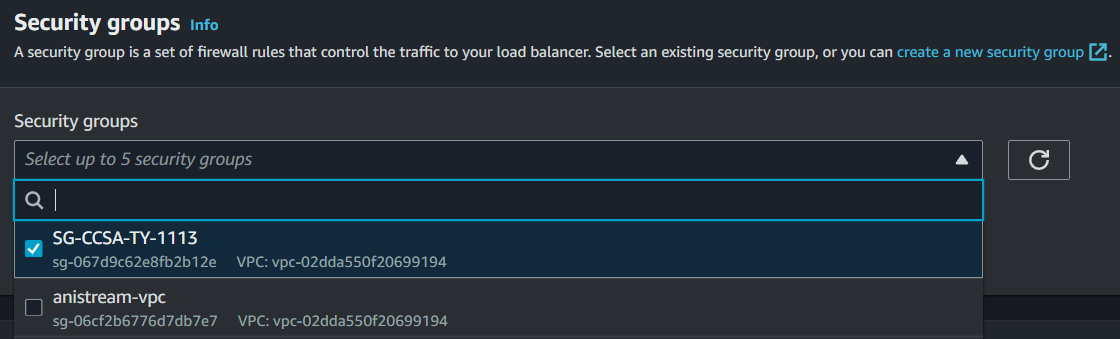 Security groups Info
A security group is a set of firewall rules that control the traffic to your load balancer. Select an existing security group, or you can create a new security group.
Security groups
Select up to 5 security groups
SG-CCSA-TY-1113
sg-067d9c62e8fb2b12e VPC: vpc-02dda550f20699194
anistream-vpc
sg-06cf2b6776d7db7e7 VPC: vpc-02dda550f20699194